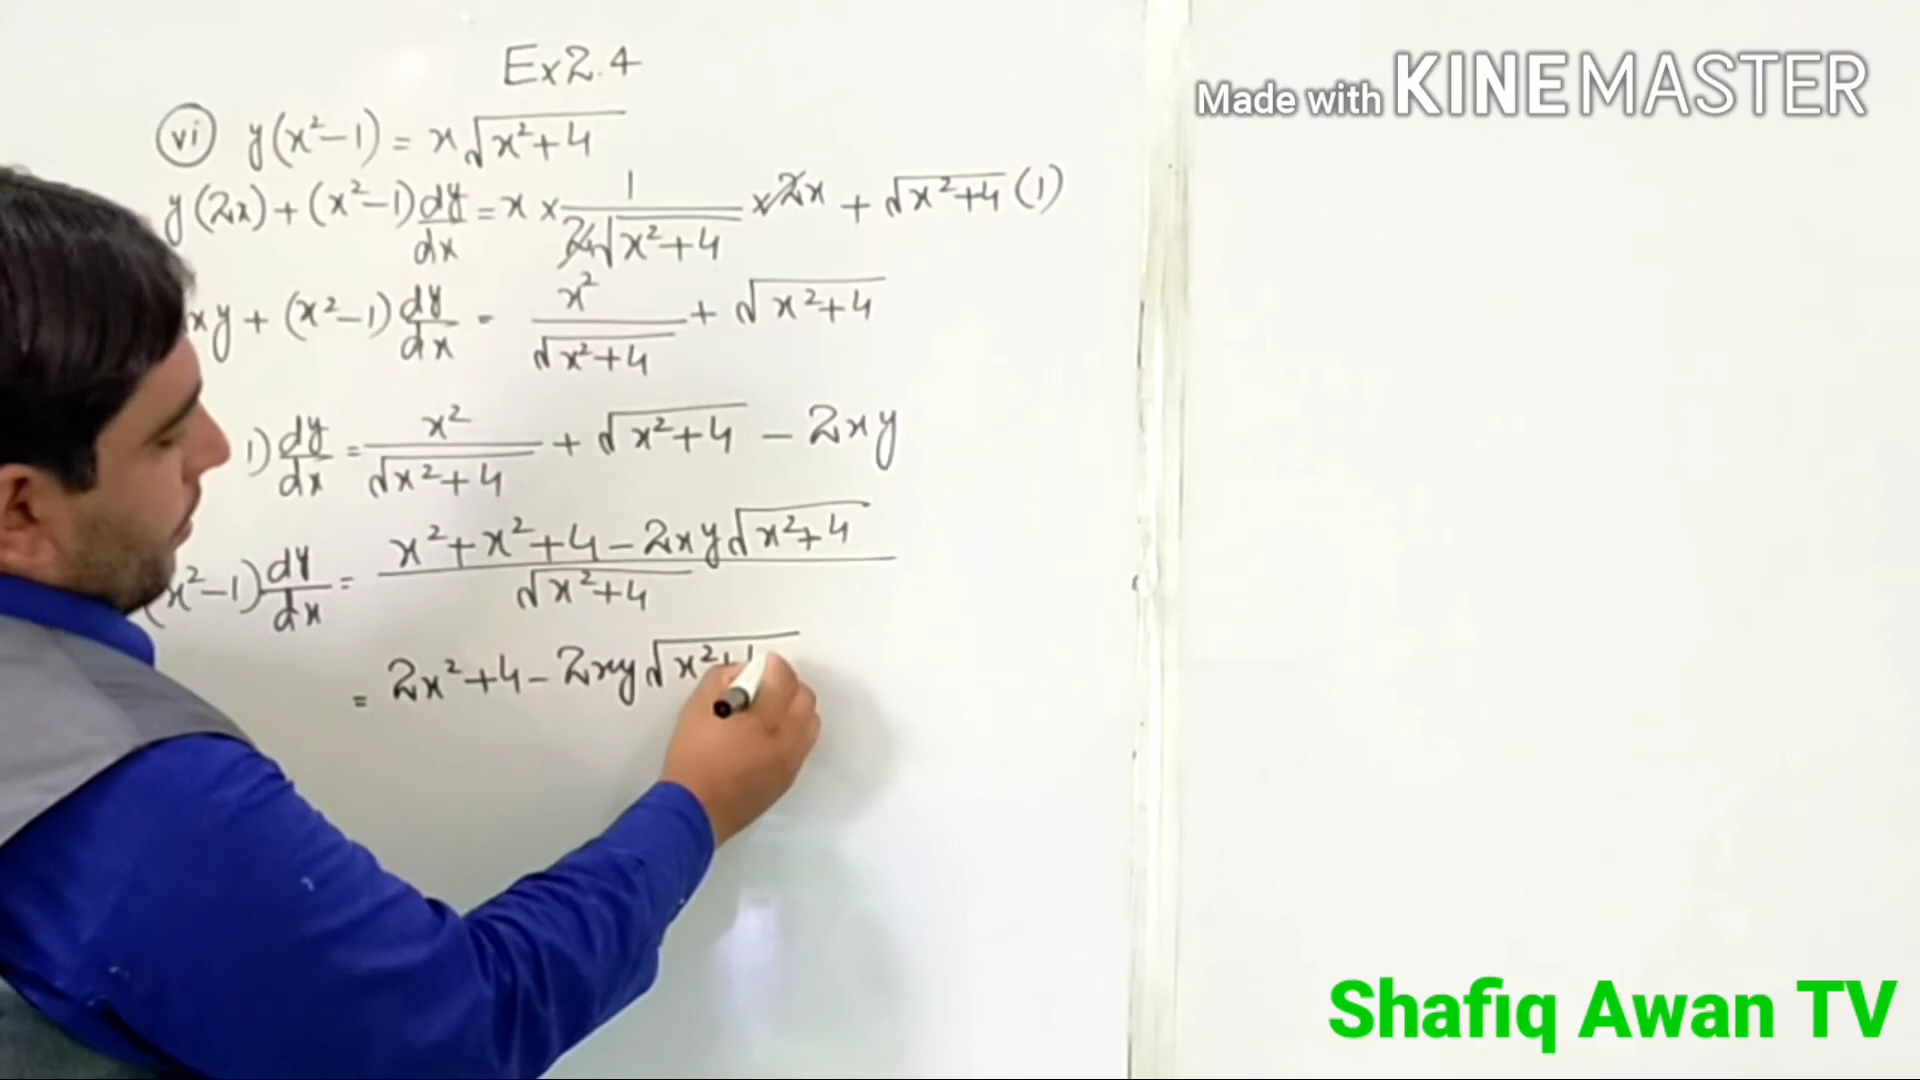 Ex2.4
Made with KINEMASTER
(vi) y(x²-1) = x√(x²+4)
y(2x)+(x²-1)dy/dx = x × 1/(2√(x²+4)) × 2x + √(x²+4) (1)
xy + (x²-1)dy/dx - x²/√(x²+4) + √(x²+4)
1)dy/dx = x²/√(x²+4) + √(x²+4) - 2xy
(x²-1)dy/dx = (x²+x²+4-2xy√(x²+4))/√(x²+4)
= 2x²+4-2xy√(x²+4
Shafiq Awan TV